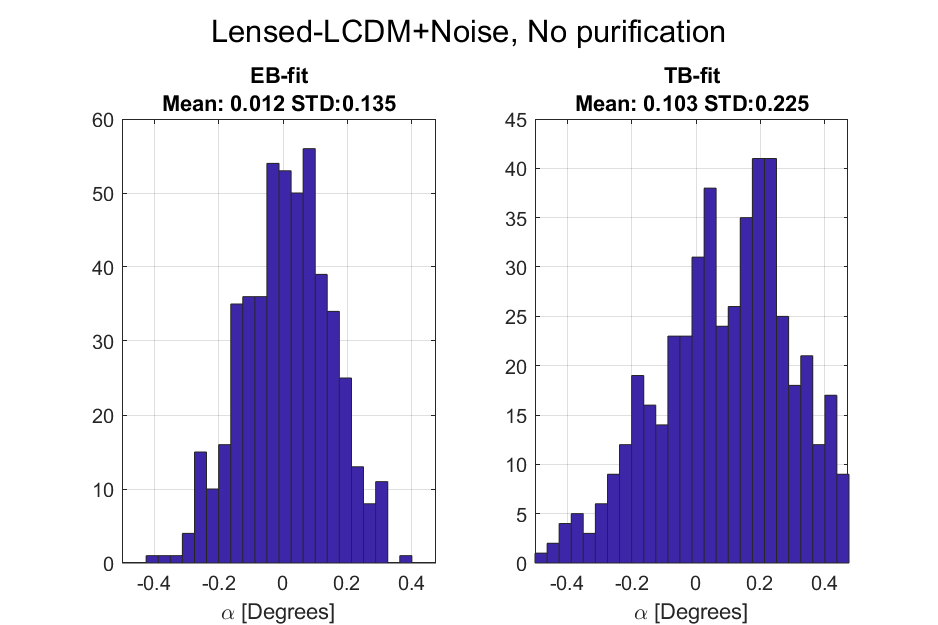 Lensed-LCDM+Noise, No purification
EB-fit
Mean: 0.012 STD:0.135
60
50
40
30
20
10
0
-0.4 -0.2 0 0.2 0.4
α [Degrees]
TB-fit
Mean: 0.103 STD:0.225
45
40
35
30
25
20
15
10
5
0
-0.4 -0.2 0 0.2 0.4
α [Degrees]